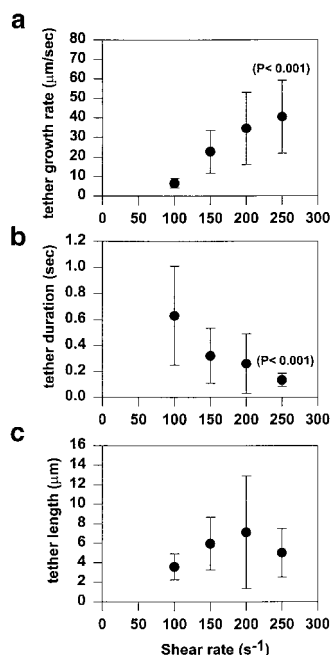 a
tether growth rate (μm/sec)
80
70
60
50
40
30
20
10
0
(P< 0.001)
0 50 100 150 200 250 300
b
tether duration (sec)
1.2
1.0
0.8
0.6
0.4
0.2
0.0
(P< 0.001)
0 50 100 150 200 250 300
c
tether length (μm)
16
14
12
10
8
6
4
2
0
0 50 100 150 200 250 300
Shear rate (s-1)